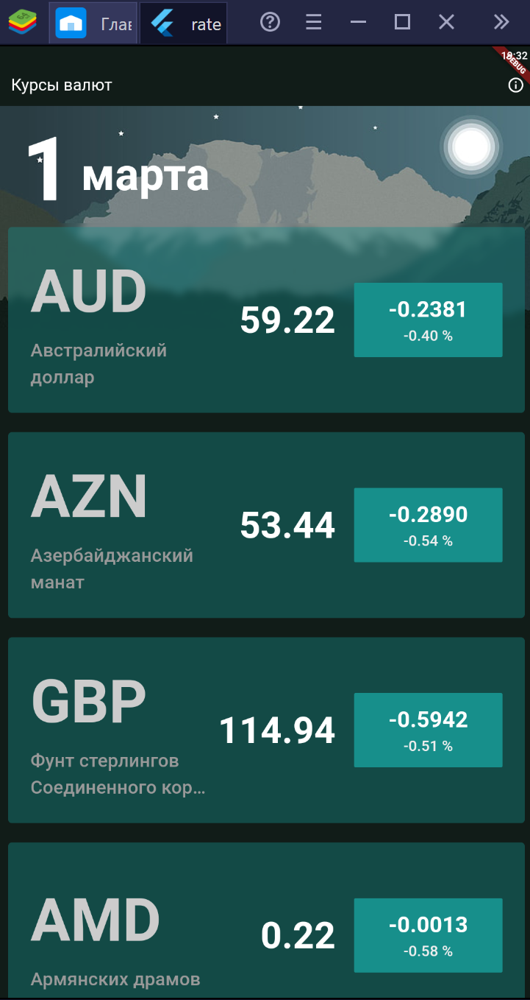 Глав
rate
19:32
DEBUG
Курсы валют
1 марта
AUD
Австралийский
доллар
59.22
-0.2381
-0.40 %
AZN
Азербайджанский
манат
53.44
-0.2890
-0.54 %
GBP
Фунт стерлингов
Соединенного кор...
114.94
-0.5942
-0.51 %
AMD
Армянских драмов
0.22
-0.0013
-0.58 %